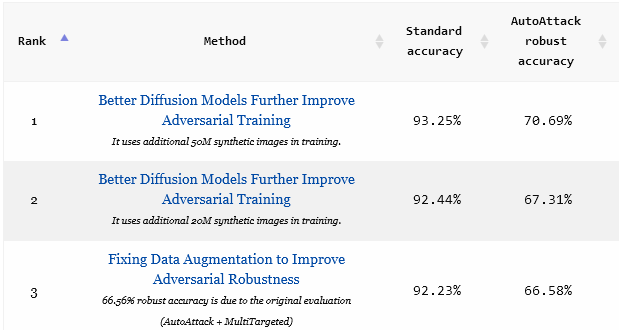 Rank Method Standard accuracy AutoAttack robust accuracy
1 Better Diffusion Models Further Improve Adversarial Training 93.25% 70.69%
It uses additional 50M synthetic images in training.
2 Better Diffusion Models Further Improve Adversarial Training 92.44% 67.31%
It uses additional 20M synthetic images in training.
3 Fixing Data Augmentation to Improve Adversarial Robustness 92.23% 66.58%
66.56% robust accuracy is due to the original evaluation
(AutoAttack + MultiTargeted)